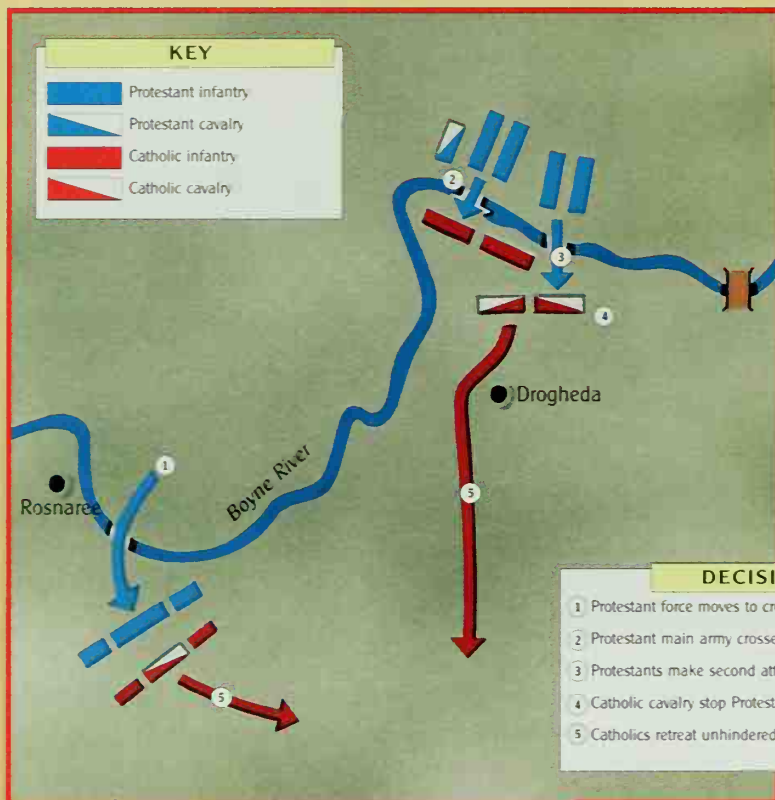 KEY
Protestant infantry
Protestant cavalry
Catholic infantry
Catholic cavalry
2
3
4
Drogheda
1
Boyne River
Rosnaree
5
5
DECISI
1 Protestant force moves to cr
2 Protestant main army crosse
3 Protestants make second att
4 Catholic cavalry stop Protest
5 Catholics retreat unhindered